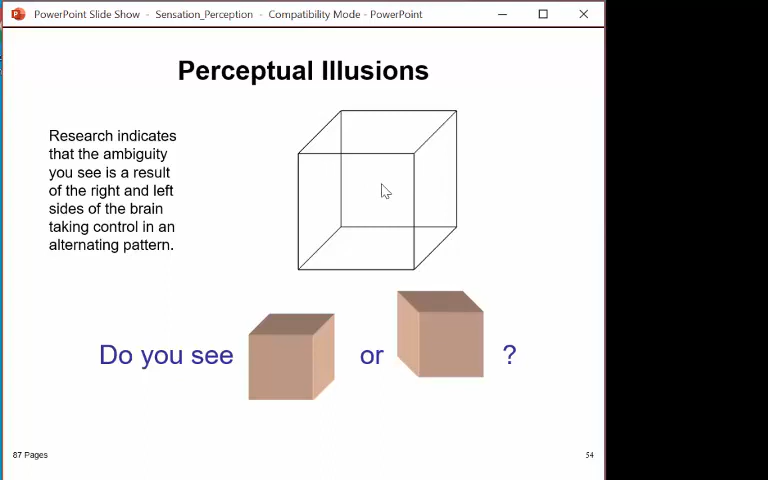 PowerPoint Slide Show - Sensation_Perception - Compatibility Mode - PowerPoint
Perceptual Illusions
Research indicates
that the ambiguity
you see is a result
of the right and left
sides of the brain
taking control in an
alternating pattern.
Do you see or ?
87 Pages
54